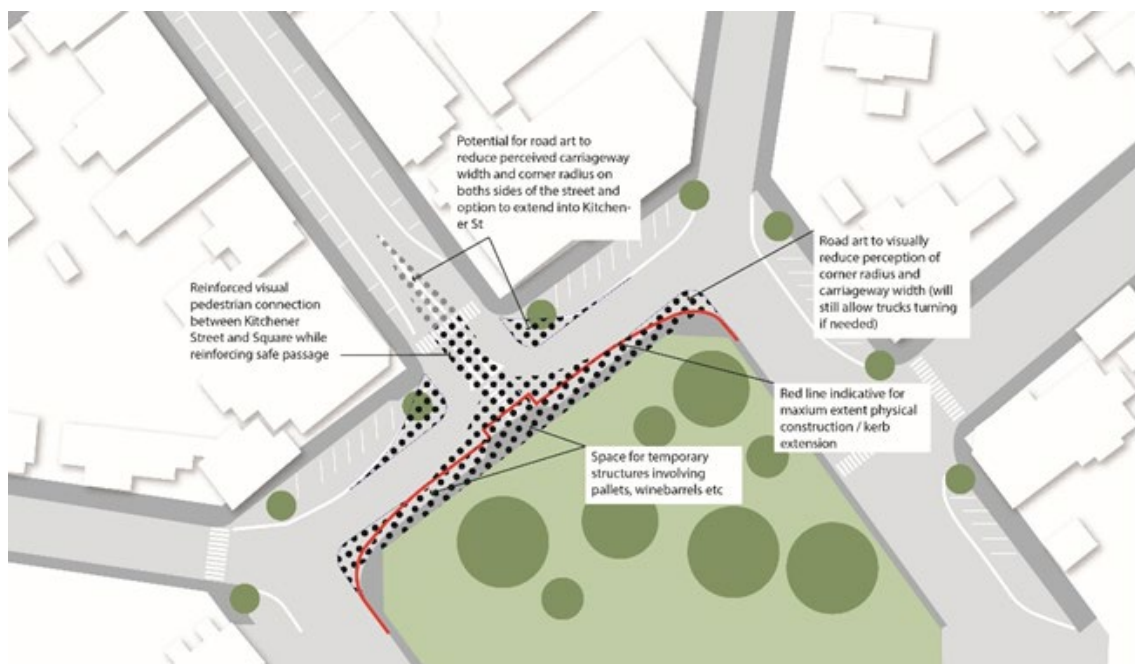 Potential for road art to
reduce perceived carriageway
width and corner radius on
boths sides of the street and
option to extend into Kitchen-
er St
Road art to visually
reduce perception of
corner radius and
carriageway width (will
still allow trucks turning
if needed)
Reinforced visual
pedestrian connection
between Kitchener
Street and Square while
reinforcing safe passage
Red line indicative for
maxium extent physical
construction / kerb
extension
Space for temporary
structures involving
pallets, winebarrels etc